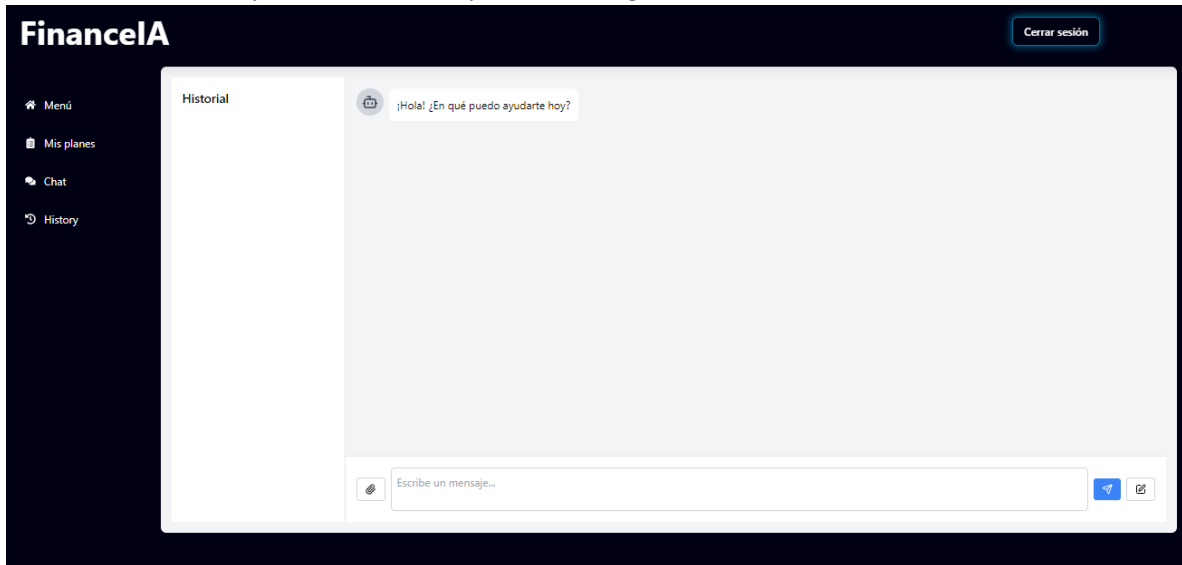 FinanceIA
Cerrar sesión
Menú
Mis planes
Chat
History
Historial
¡Hola! ¿En qué puedo ayudarte hoy?
Escribe un mensaje...